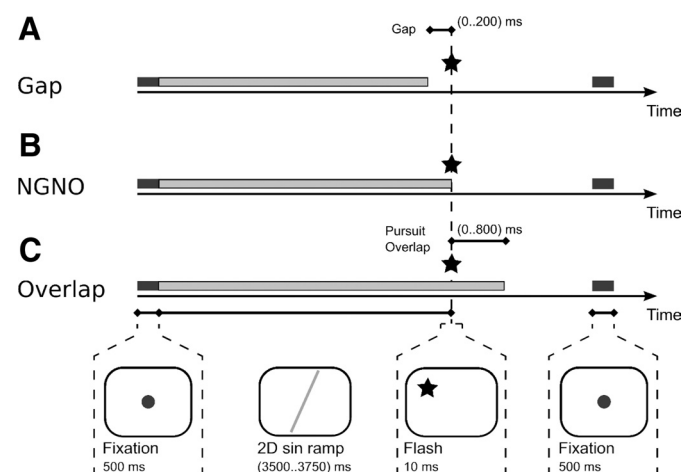 A
Gap
Gap
(0..200) ms
Time
B
NGNO
Time
C
Overlap
Pursuit
Overlap
(0..800) ms
Time
Fixation
500 ms
2D sin ramp
(3500..3750) ms
Flash
10 ms
Fixation
500 ms